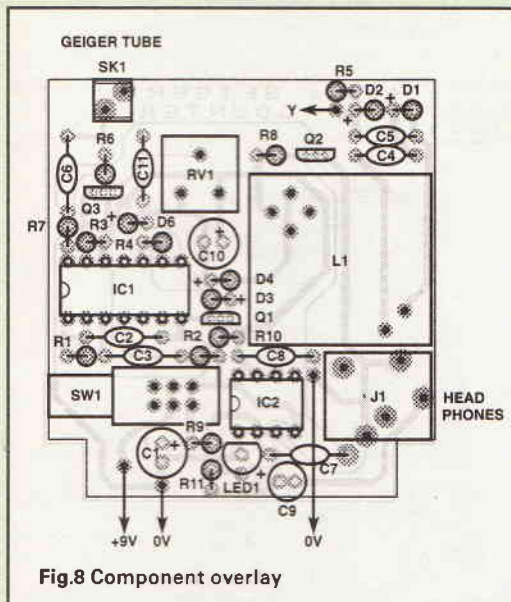 GEIGER TUBE
SK1
R5
D2 D1
Y
R6
R8 Q2
C5
C6
C11
RV1
C4
Q3
R3
D6
R7
R4
C10
L1
IC1
D4
D3
Q1
C2
R2
R10
R1
C3
C8
SW1
IC2
J1
HEAD
PHONES
R9
C1
C7
R11
LED1
C9
+9V 0V 0V
Fig.8 Component overlay